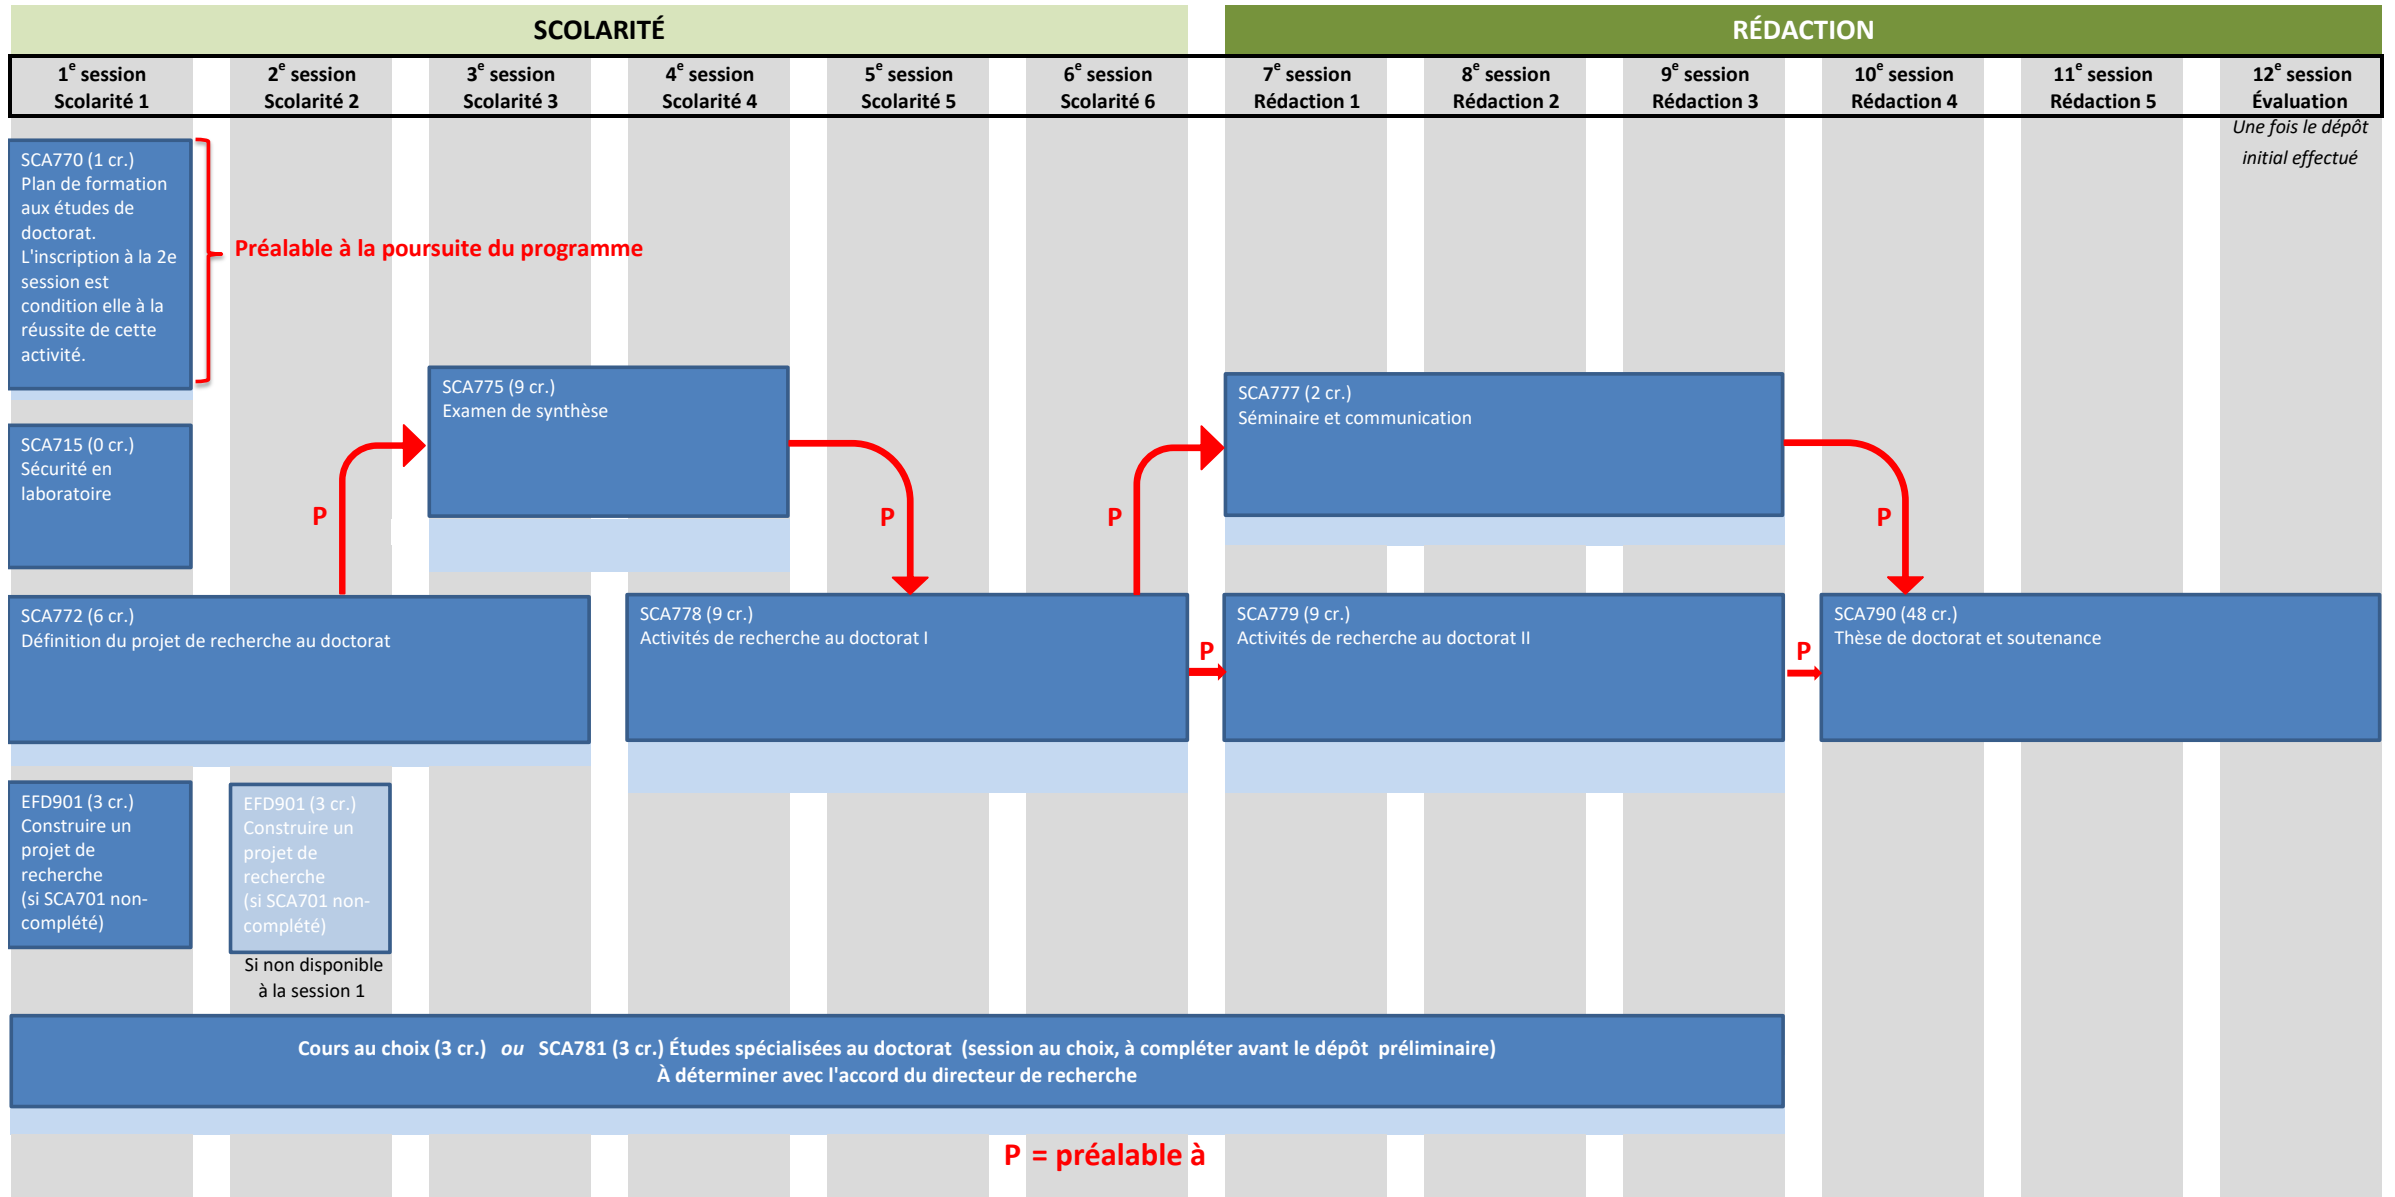 SCOLARITÉ
RÉDACTION
1e session
Scolarité 1
2e session
Scolarité 2
3e session
Scolarité 3
4e session
Scolarité 4
5e session
Scolarité 5
6e session
Scolarité 6
7e session
Rédaction 1
8e session
Rédaction 2
9e session
Rédaction 3
10e session
Rédaction 4
11e session
Rédaction 5
12e session
Évaluation
Une fois le dépôt
initial effectué
SCA770 (1 cr.)
Plan de formation
aux études de
doctorat.
L'inscription à la 2e
session est
condition elle à la
réussite de cette
activité.
Préalable à la poursuite du programme
SCA775 (9 cr.)
Examen de synthèse
SCA777 (2 cr.)
Séminaire et communication
SCA715 (0 cr.)
Sécurité en
laboratoire
P
P
P
P
SCA772 (6 cr.)
Définition du projet de recherche au doctorat
SCA778 (9 cr.)
Activités de recherche au doctorat I
P
SCA779 (9 cr.)
Activités de recherche au doctorat II
P
SCA790 (48 cr.)
Thèse de doctorat et soutenance
EFD901 (3 cr.)
Construire un
projet de
recherche
(si SCA701 non-
complété)
EFD901 (3 cr.)
Construire un
projet de
recherche
(si SCA701 non-
complété)
Si non disponible
à la session 1
Cours au choix (3 cr.) ou SCA781 (3 cr.) Études spécialisées au doctorat (session au choix, à compléter avant le dépôt préliminaire)
À déterminer avec l'accord du directeur de recherche
P = préalable à